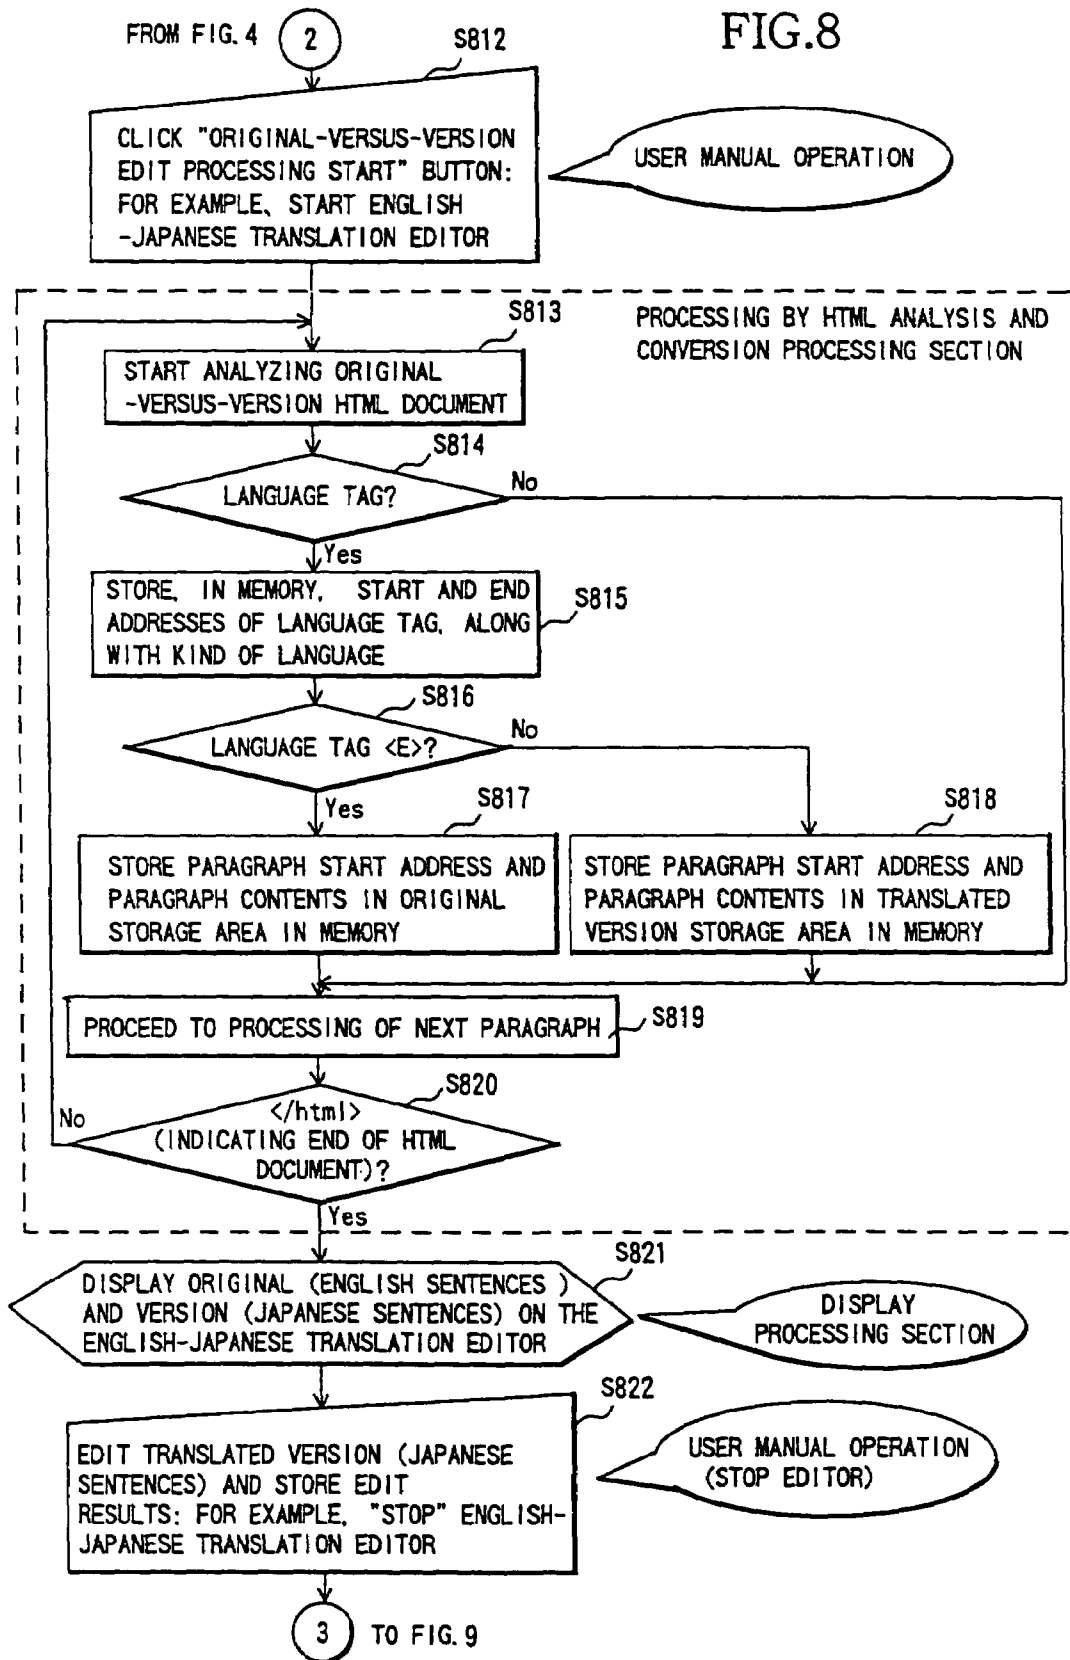 FROM FIG. 4
2
S812
FIG.8
CLICK "ORIGINAL-VERSUS-VERSION
EDIT PROCESSING START" BUTTON:
FOR EXAMPLE, START ENGLISH
-JAPANESE TRANSLATION EDITOR
USER MANUAL OPERATION
PROCESSING BY HTML ANALYSIS AND
CONVERSION PROCESSING SECTION
S813
START ANALYZING ORIGINAL
-VERSUS-VERSION HTML DOCUMENT
S814
LANGUAGE TAG?
No
Yes
STORE, IN MEMORY, START AND END
ADDRESSES OF LANGUAGE TAG, ALONG
WITH KIND OF LANGUAGE
S815
S816
LANGUAGE TAG <E>?
No
Yes
S817
STORE PARAGRAPH START ADDRESS AND
PARAGRAPH CONTENTS IN ORIGINAL
STORAGE AREA IN MEMORY
S818
STORE PARAGRAPH START ADDRESS AND
PARAGRAPH CONTENTS IN TRANSLATED
VERSION STORAGE AREA IN MEMORY
PROCEED TO PROCESSING OF NEXT PARAGRAPH
S819
S820
</html>
(INDICATING END OF HTML
DOCUMENT)?
No
Yes
S821
DISPLAY ORIGINAL (ENGLISH SENTENCES )
AND VERSION (JAPANESE SENTENCES) ON THE
ENGLISH-JAPANESE TRANSLATION EDITOR
DISPLAY
PROCESSING SECTION
S822
EDIT TRANSLATED VERSION (JAPANESE
SENTENCES) AND STORE EDIT
RESULTS: FOR EXAMPLE, "STOP" ENGLISH-
JAPANESE TRANSLATION EDITOR
USER MANUAL OPERATION
(STOP EDITOR)
3
TO FIG. 9